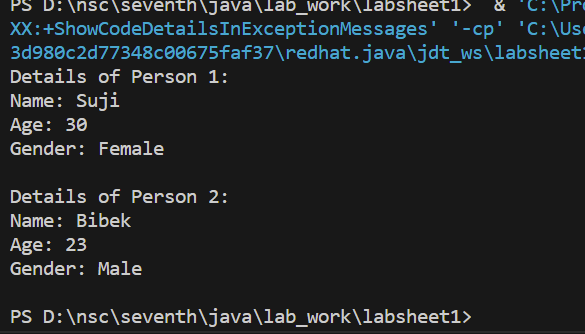 PS D:\nsc\seventh\java\lab_work\labsheet1>  & 'C:\Pro
XX:+ShowCodeDetailsInExceptionMessages' '-cp' 'C:\Use
3d980c2d77348c00675faf37\redhat.java\jdt_ws\labsheet1
Details of Person 1:
Name: Suji
Age: 30
Gender: Female

Details of Person 2:
Name: Bibek
Age: 23
Gender: Male

PS D:\nsc\seventh\java\lab_work\labsheet1>